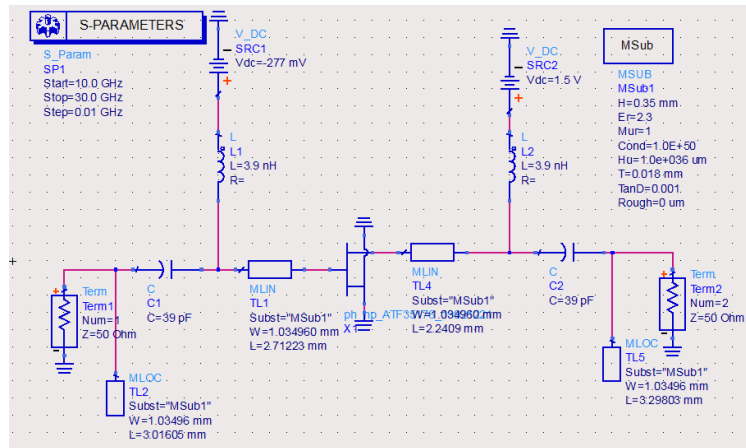 S-PARAMETERS
S_Param
SP1
Start=10.0 GHz
Stop=30.0 GHz
Step=0.01 GHz
V_DC
SRC1
Vdc=-277 mV
V_DC
SRC2
Vdc=1.5 V
MSub
MSUB
MSub1
H=0.35 mm
Er=2.3
Mur=1
Cond=1.0E+50
Hu=1.0e+036 um
T=0.018 mm
TanD=0.001
Rough=0 um
L
L1
L=3.9 nH
R=
L
L2
L=3.9 nH
R=
Term
Term1
Num=1
Z=50 Ohm
C
C1
C=39 pF
MLIN
TL1
Subst="MSub1"
W=1.034960 mm
L=2.71223 mm
X1
MLIN
TL4
Subst="MSub1"
W=1.034960 mm
L=2.2409 mm
C
C2
C=39 pF
Term
Term2
Num=2
Z=50 Ohm
MLOC
TL2
Subst="MSub1"
W=1.03496 mm
L=3.01605 mm
MLOC
TL5
Subst="MSub1"
W=1.03496 mm
L=3.29803 mm